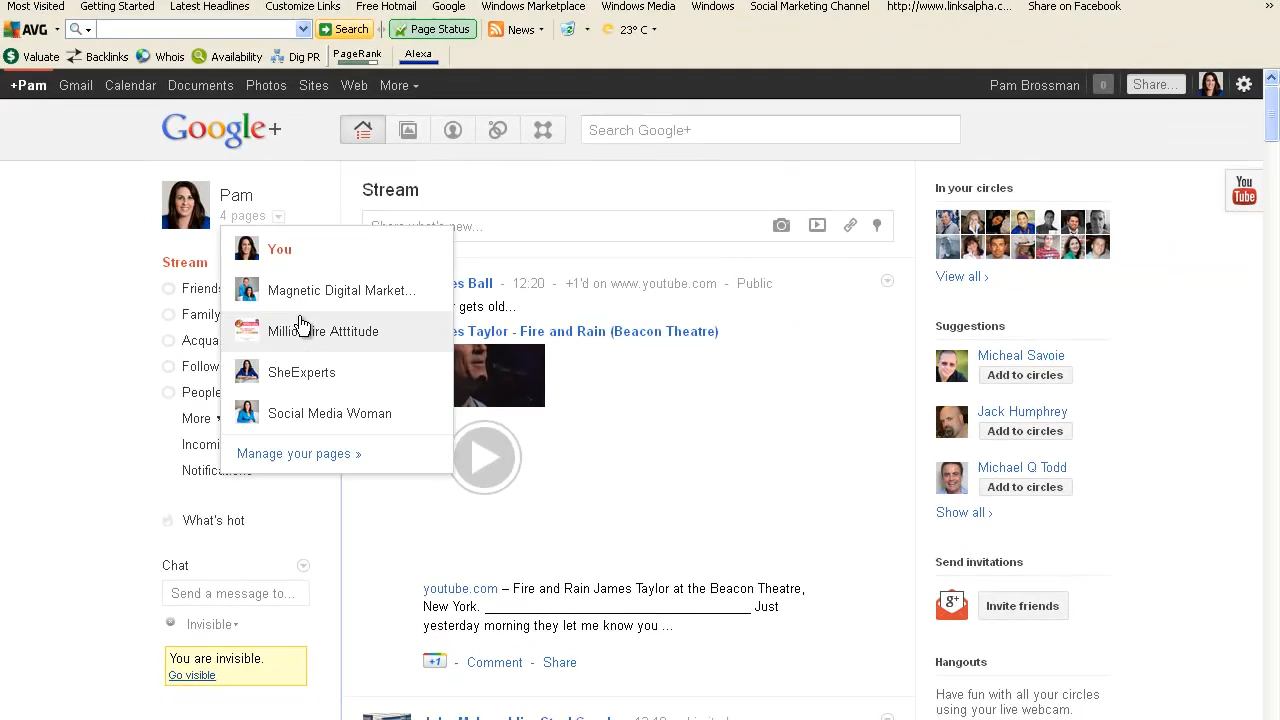 Most Visited Getting Started Latest Headlines Customize Links Free Hotmail Google Windows Marketplace Windows Media Windows Social Marketing Channel http://www.linksalpha.c... Share on Facebook »
AVG Search Page Status News 23°C
Valuate Backlinks Whois Availability Dig PR PageRank Alexa
+Pam Gmail Calendar Documents Photos Sites Web More Pam Brossman 0 Share...
Google+ Search Google+
Pam
4 pages
You
Magnetic Digital Market...
Atttitude
SheExperts
Social Media Woman
Manage your pages »
Stream
Friends
Family
Acqua
Follow
People
More
Incomi
Notific
What's hot
Chat
Send a message to...
Invisible
You are invisible.
Go visible
Stream
new...
es Ball - 12:20 - +1'd on www.youtube.com - Public
r gets old...
es Taylor - Fire and Rain (Beacon Theatre)
youtube.com – Fire and Rain James Taylor at the Beacon Theatre,
New York. ______________________________________ Just
yesterday morning they let me know you ...
+1 - Comment - Share
In your circles
View all ›
Suggestions
Micheal Savoie
Add to circles
Jack Humphrey
Add to circles
Michael Q Todd
Add to circles
Show all ›
Send invitations
g+ Invite friends
Hangouts
Have fun with all your circles
using your live webcam.
You
Tube